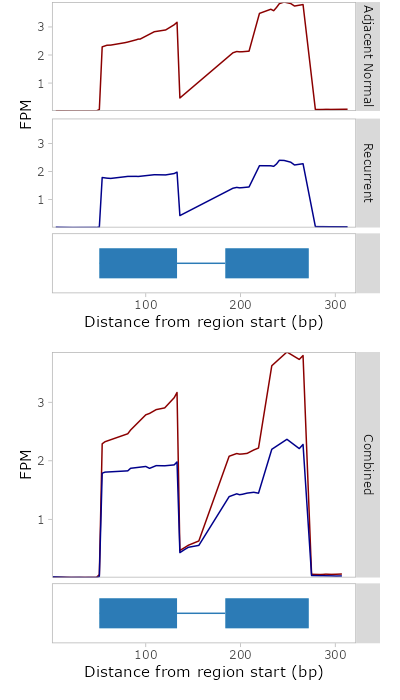 3
2
1
Adjacent Normal
FPM
3
2
1
Recurrent
100 200 300
Distance from region start (bp)
3
2
1
FPM
Combined
100 200 300
Distance from region start (bp)